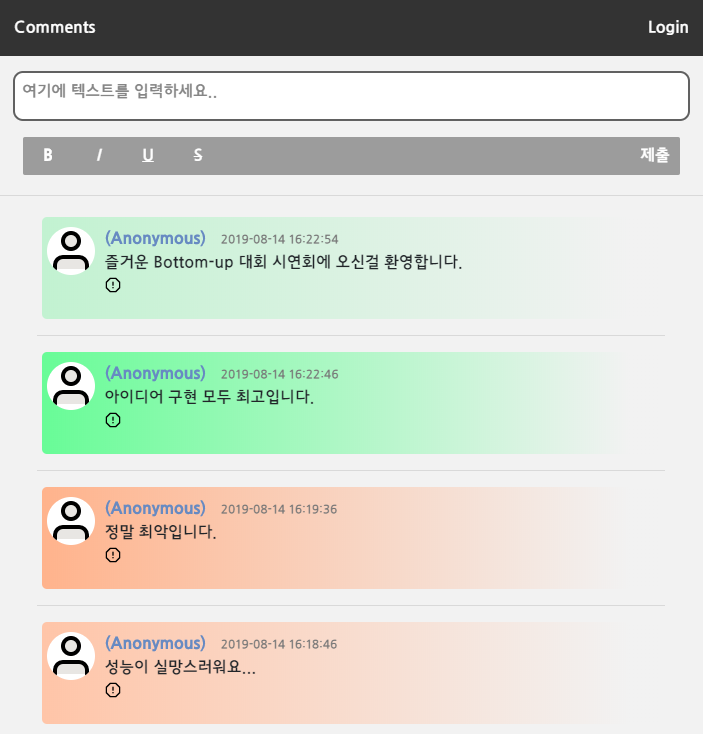 Comments Login
여기에 텍스트를 입력하세요..
B I U S 제출
(Anonymous) 2019-08-14 16:22:54
즐거운 Bottom-up 대회 시연회에 오신걸 환영합니다.
(Anonymous) 2019-08-14 16:22:46
아이디어 구현 모두 최고입니다.
(Anonymous) 2019-08-14 16:19:36
정말 최악입니다.
(Anonymous) 2019-08-14 16:18:46
성능이 실망스러워요...